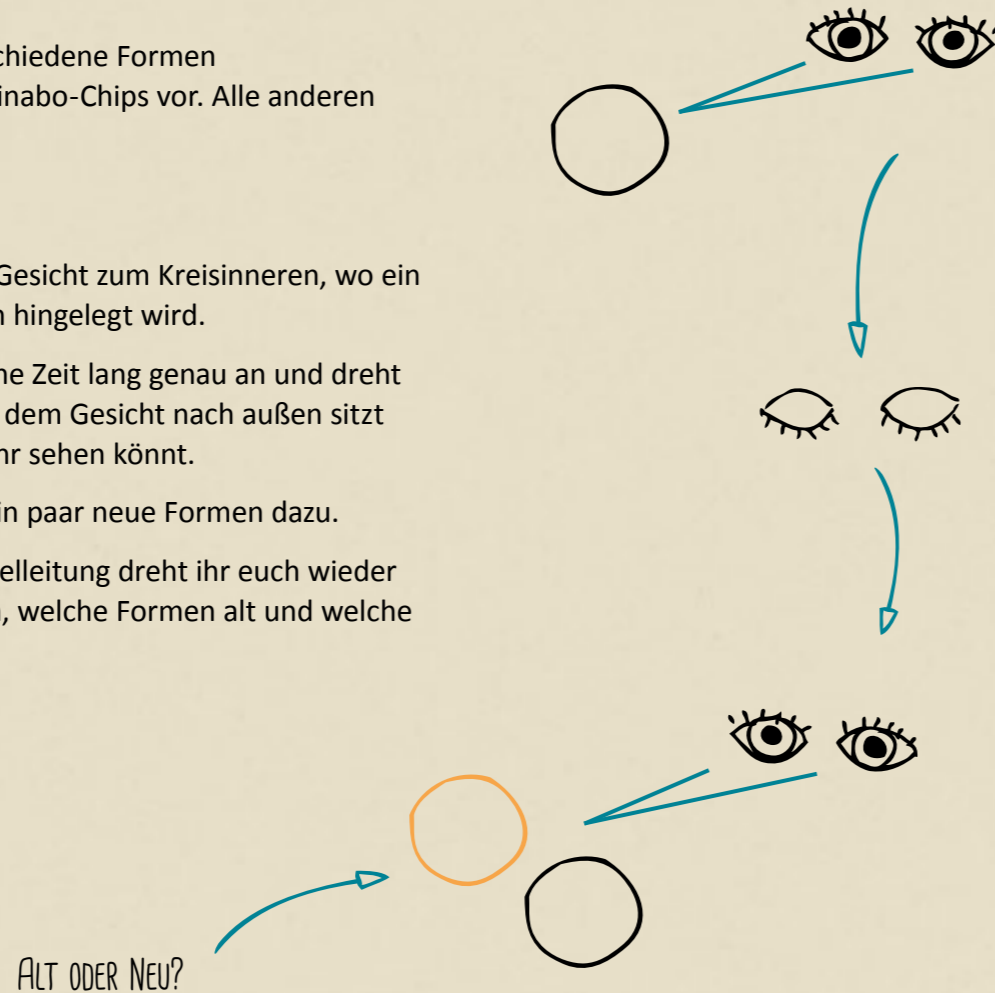 chiedene Formen
inabo-Chips vor. Alle anderen
Gesicht zum Kreisinneren, wo ein
n hingelegt wird.
ne Zeit lang genau an und dreht
dem Gesicht nach außen sitzt
hr sehen könnt.
in paar neue Formen dazu.
elleitung dreht ihr euch wieder
, welche Formen alt und welche
ALT ODER NEU?